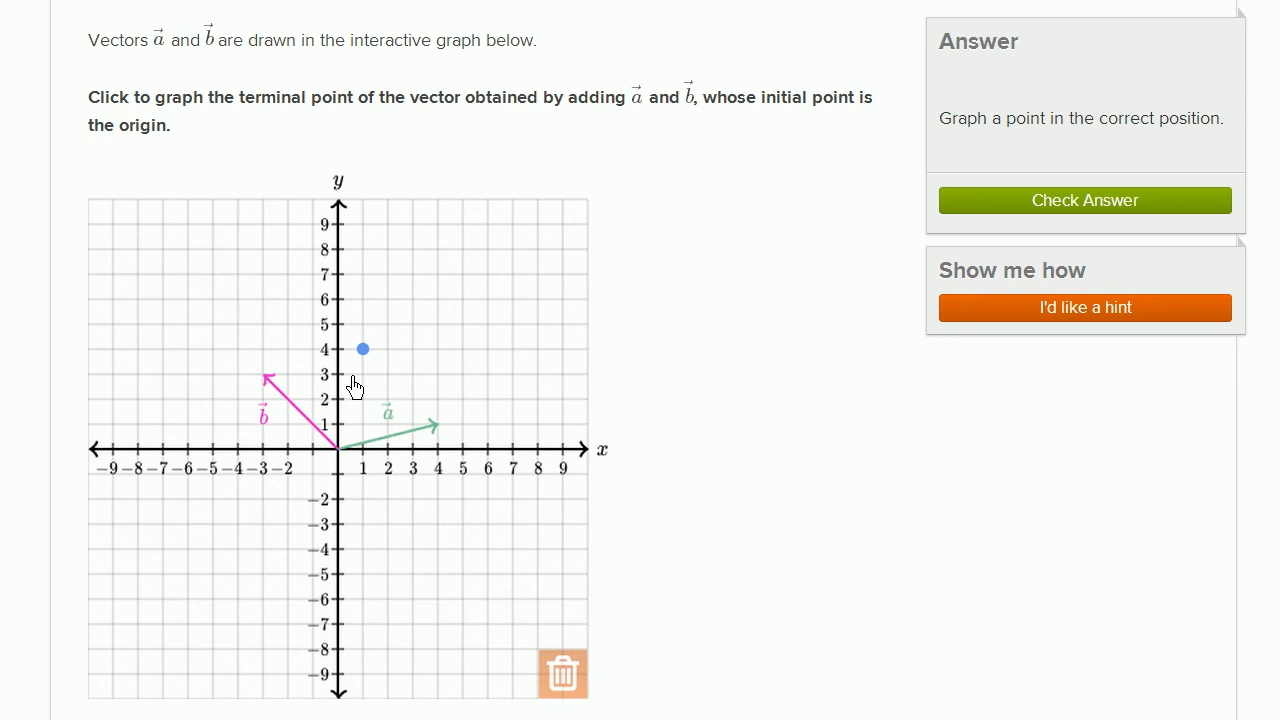 Vectors a⃗ and b⃗ are drawn in the interactive graph below.
Click to graph the terminal point of the vector obtained by adding a⃗ and b⃗, whose initial point is
the origin.
y
9
8
7
6
5
4
3
2
1
b⃗
a⃗
x
−9 −8 −7 −6 −5 −4 −3 −2 1 2 3 4 5 6 7 8 9
−2
−3
−4
−5
−6
−7
−8
−9
Answer
Graph a point in the correct position.
Check Answer
Show me how
I'd like a hint